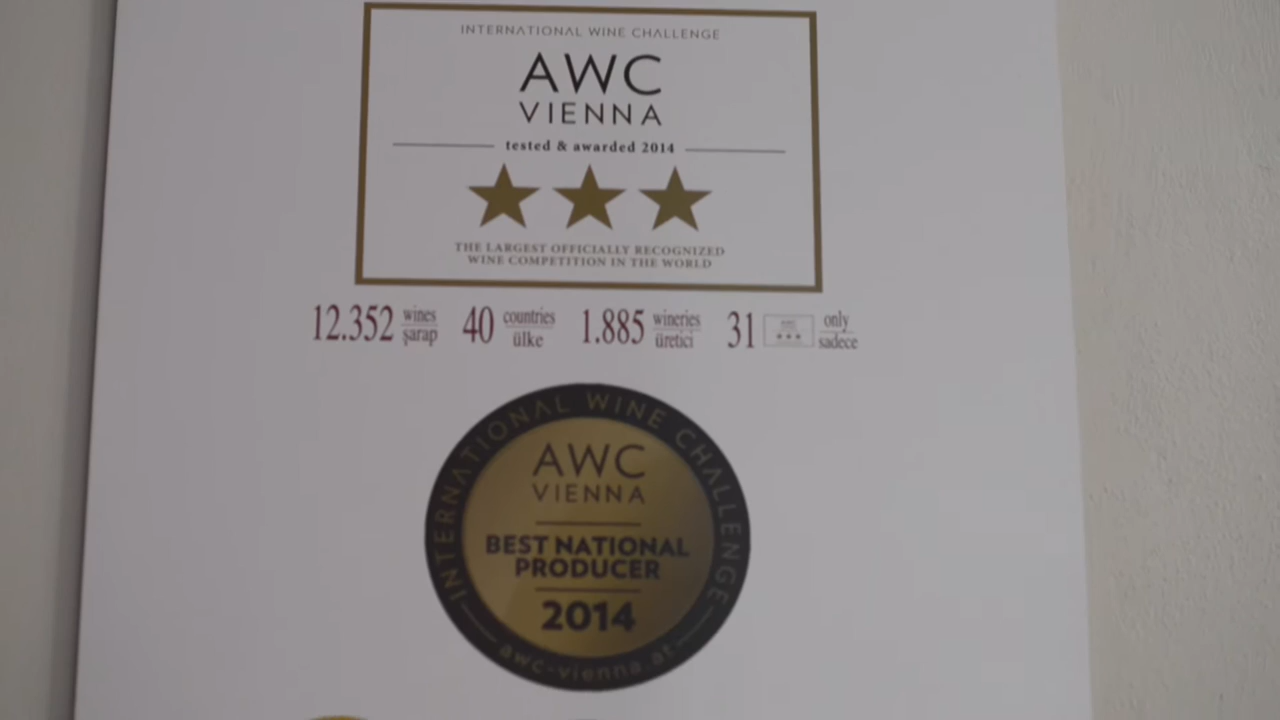 INTERNATIONAL WINE CHALLENGE
AWC
VIENNA
tested & awarded 2014
THE LARGEST OFFICIALLY RECOGNIZED
WINE COMPETITION IN THE WORLD
12.352 wines şarap 40 countries ülke 1.885 wineries üretici 31 only sadece
INTERNATIONAL WINE CHALLENGE
AWC
VIENNA
BEST NATIONAL
PRODUCER
2014
awc-vienna.at